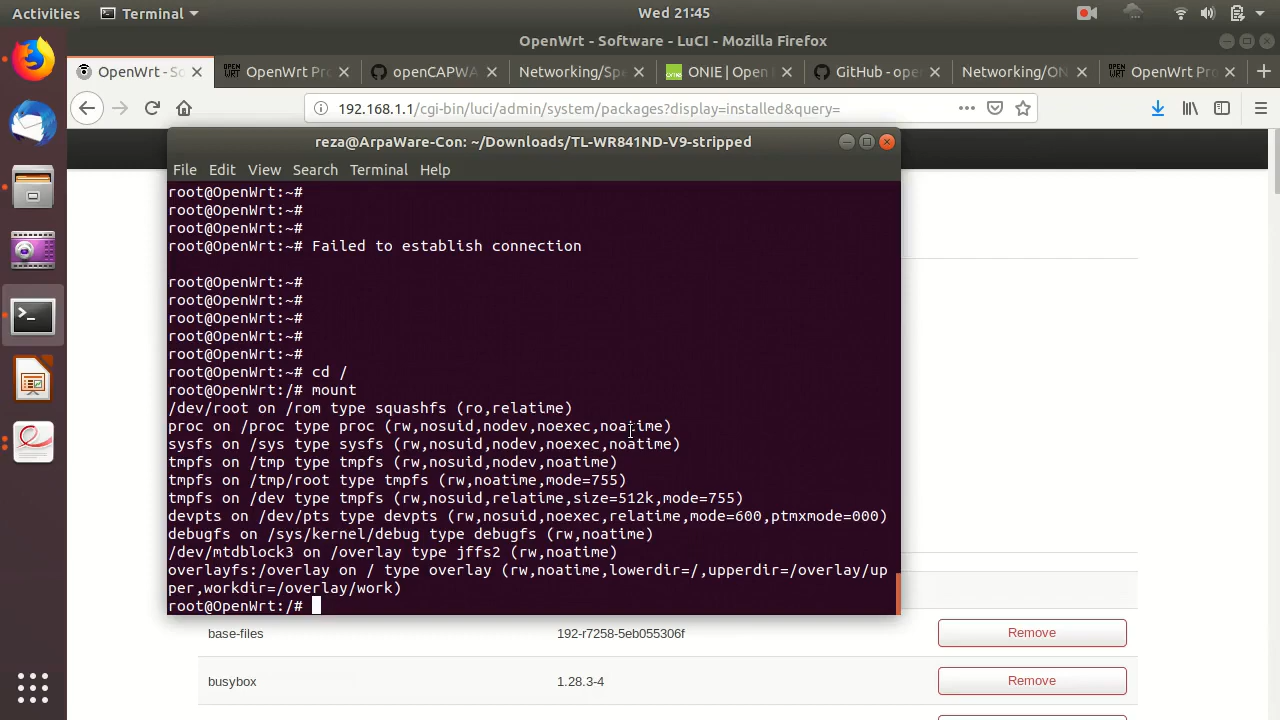 Activities Terminal Wed 21:45
OpenWrt - Software - LuCI - Mozilla Firefox
OpenWrt - So OpenWrt Pro openCAPWA Networking/Spe ONIE | Open GitHub - open Networking/ON OpenWrt Pro
192.168.1.1/cgi-bin/luci/admin/system/packages?display=installed&query=
reza@ArpaWare-Con: ~/Downloads/TL-WR841ND-V9-stripped
File Edit View Search Terminal Help
root@OpenWrt:~#
root@OpenWrt:~#
root@OpenWrt:~#
root@OpenWrt:~# Failed to establish connection
root@OpenWrt:~#
root@OpenWrt:~#
root@OpenWrt:~#
root@OpenWrt:~#
root@OpenWrt:~#
root@OpenWrt:~# cd /
root@OpenWrt:/# mount
/dev/root on /rom type squashfs (ro,relatime)
proc on /proc type proc (rw,nosuid,nodev,noexec,noatime)
sysfs on /sys type sysfs (rw,nosuid,nodev,noexec,noatime)
tmpfs on /tmp type tmpfs (rw,nosuid,nodev,noatime)
tmpfs on /tmp/root type tmpfs (rw,noatime,mode=755)
tmpfs on /dev type tmpfs (rw,nosuid,relatime,size=512k,mode=755)
devpts on /dev/pts type devpts (rw,nosuid,noexec,relatime,mode=600,ptmxmode=000)
debugfs on /sys/kernel/debug type debugfs (rw,noatime)
/dev/mtdblock3 on /overlay type jffs2 (rw,noatime)
overlayfs:/overlay on / type overlay (rw,noatime,lowerdir=/,upperdir=/overlay/up
per,workdir=/overlay/work)
root@OpenWrt:/#
base-files 192-r7258-5eb055306f Remove
busybox 1.28.3-4 Remove